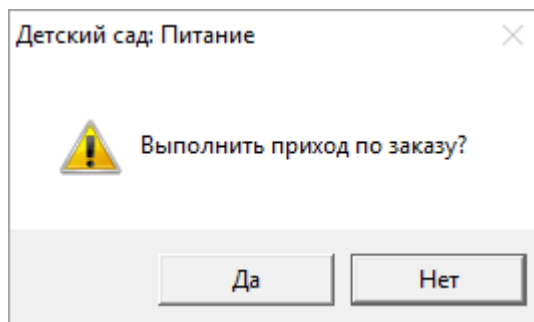 Детский сад: Питание
Выполнить приход по заказу?
Да
Нет